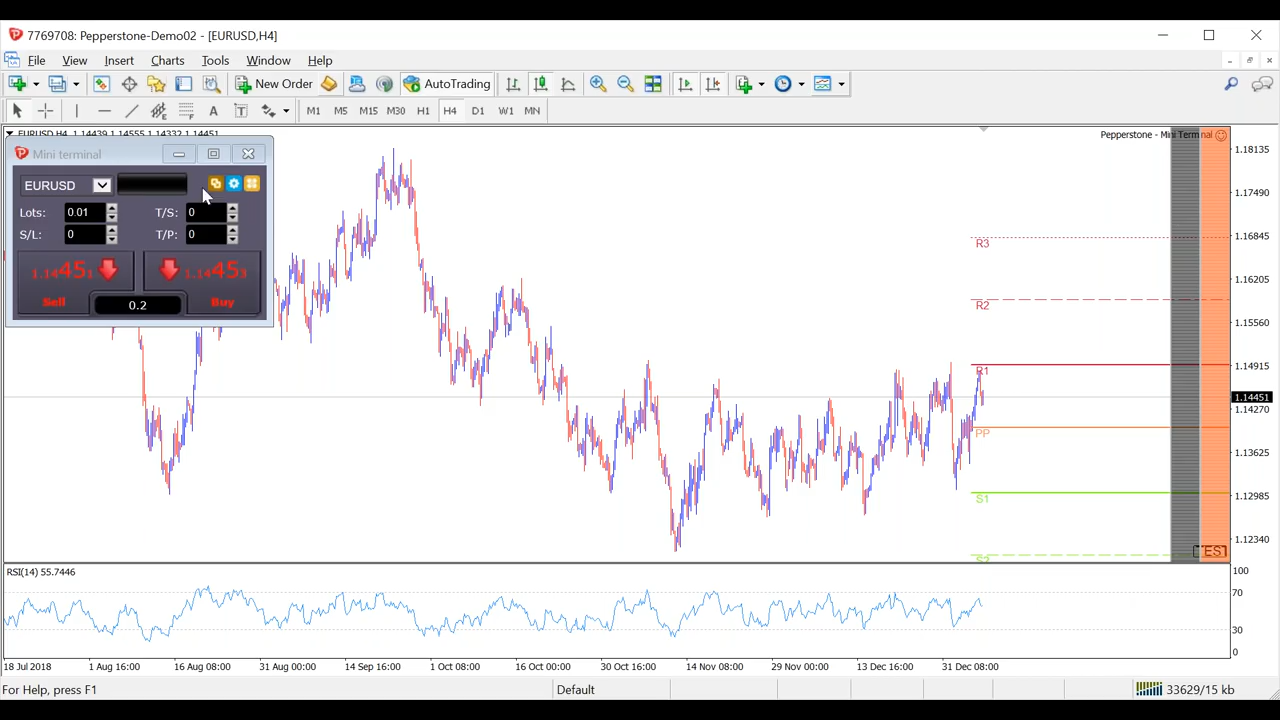 7769708: Pepperstone-Demo02 - [EURUSD,H4]
File View Insert Charts Tools Window Help
New Order AutoTrading
A T M1 M5 M15 M30 H1 H4 D1 W1 MN
EURUSD,H4 1.14439 1.14555 1.14332 1.14451
Pepperstone - Mini Terminal
Mini terminal
EURUSD
Lots: 0.01 T/S: 0
S/L: 0 T/P: 0
1.14451 1.14453
Sell 0.2 Buy
R3
R2
R1
PP
S1
S2
1.18135
1.17490
1.16845
1.16205
1.15560
1.14915
1.14451
1.14270
1.13625
1.12985
1.12340
RSI(14) 55.7446
100
70
30
0
18 Jul 2018 1 Aug 16:00 16 Aug 08:00 31 Aug 00:00 14 Sep 16:00 1 Oct 08:00 16 Oct 00:00 30 Oct 16:00 14 Nov 08:00 29 Nov 00:00 13 Dec 16:00 31 Dec 08:00
For Help, press F1 Default 33629/15 kb